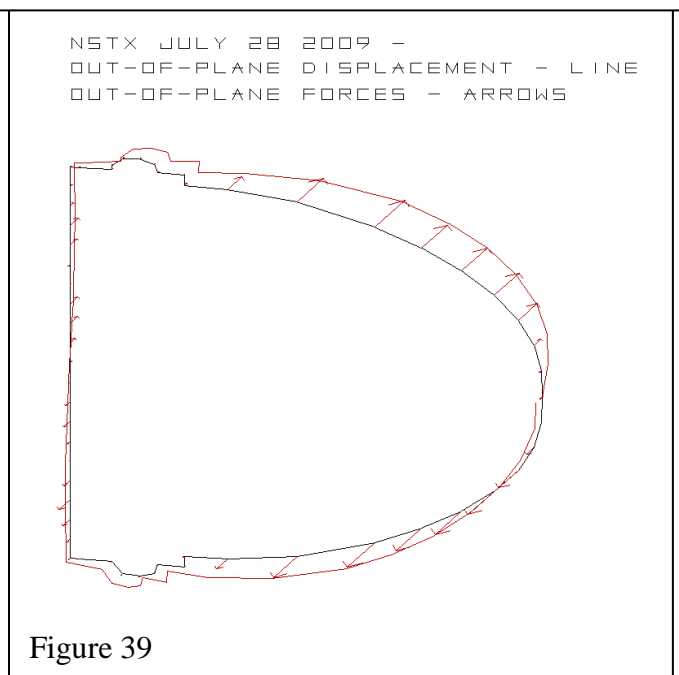 NSTX JULY 28 2009 -
OUT-OF-PLANE DISPLACEMENT - LINE
OUT-OF-PLANE FORCES - ARROWS
Figure 39